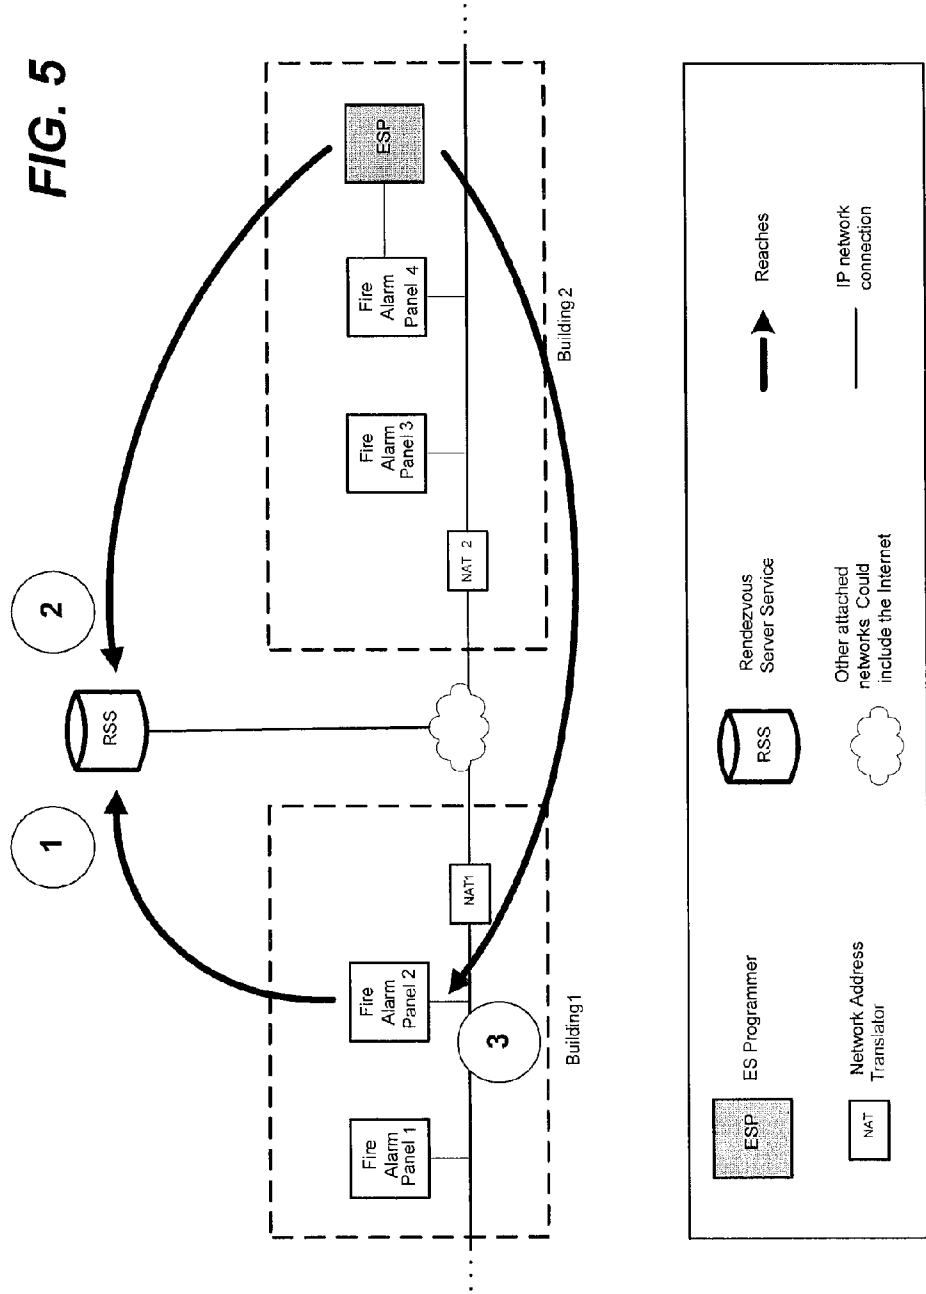 FIG. 5
1
2
RSS
Fire
Alarm
Panel 1
Fire
Alarm
Panel 2
Fire
Alarm
Panel 3
Fire
Alarm
Panel 4
ESP
3
NAT1
NAT 2
Building1
Building2
ESP
ES Programmer
RSS
Rendezvous
Server Service
Reaches
NAT
Network Address
Translator
Other attached
networks Could
include the Internet
IP network
connection